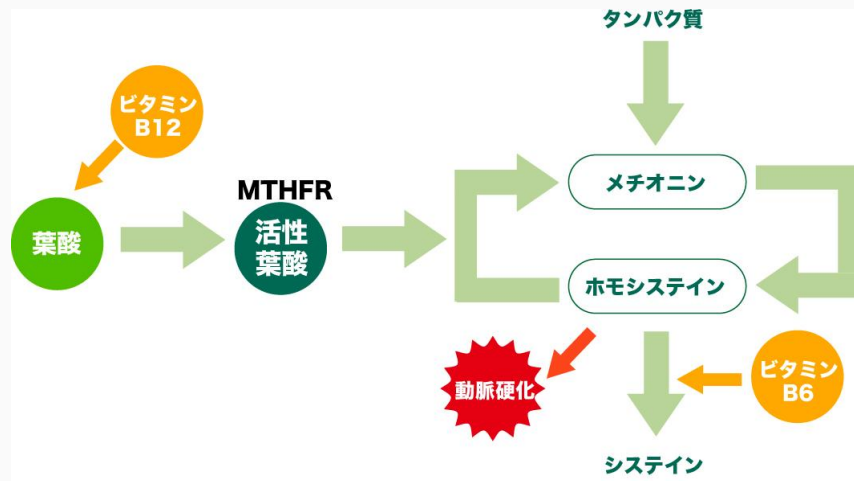 タンパク質
ビタミン
B12
MTHFR
メチオニン
葉酸
活性
葉酸
ホモシステイン
動脈硬化
ビタミン
B6
システイン